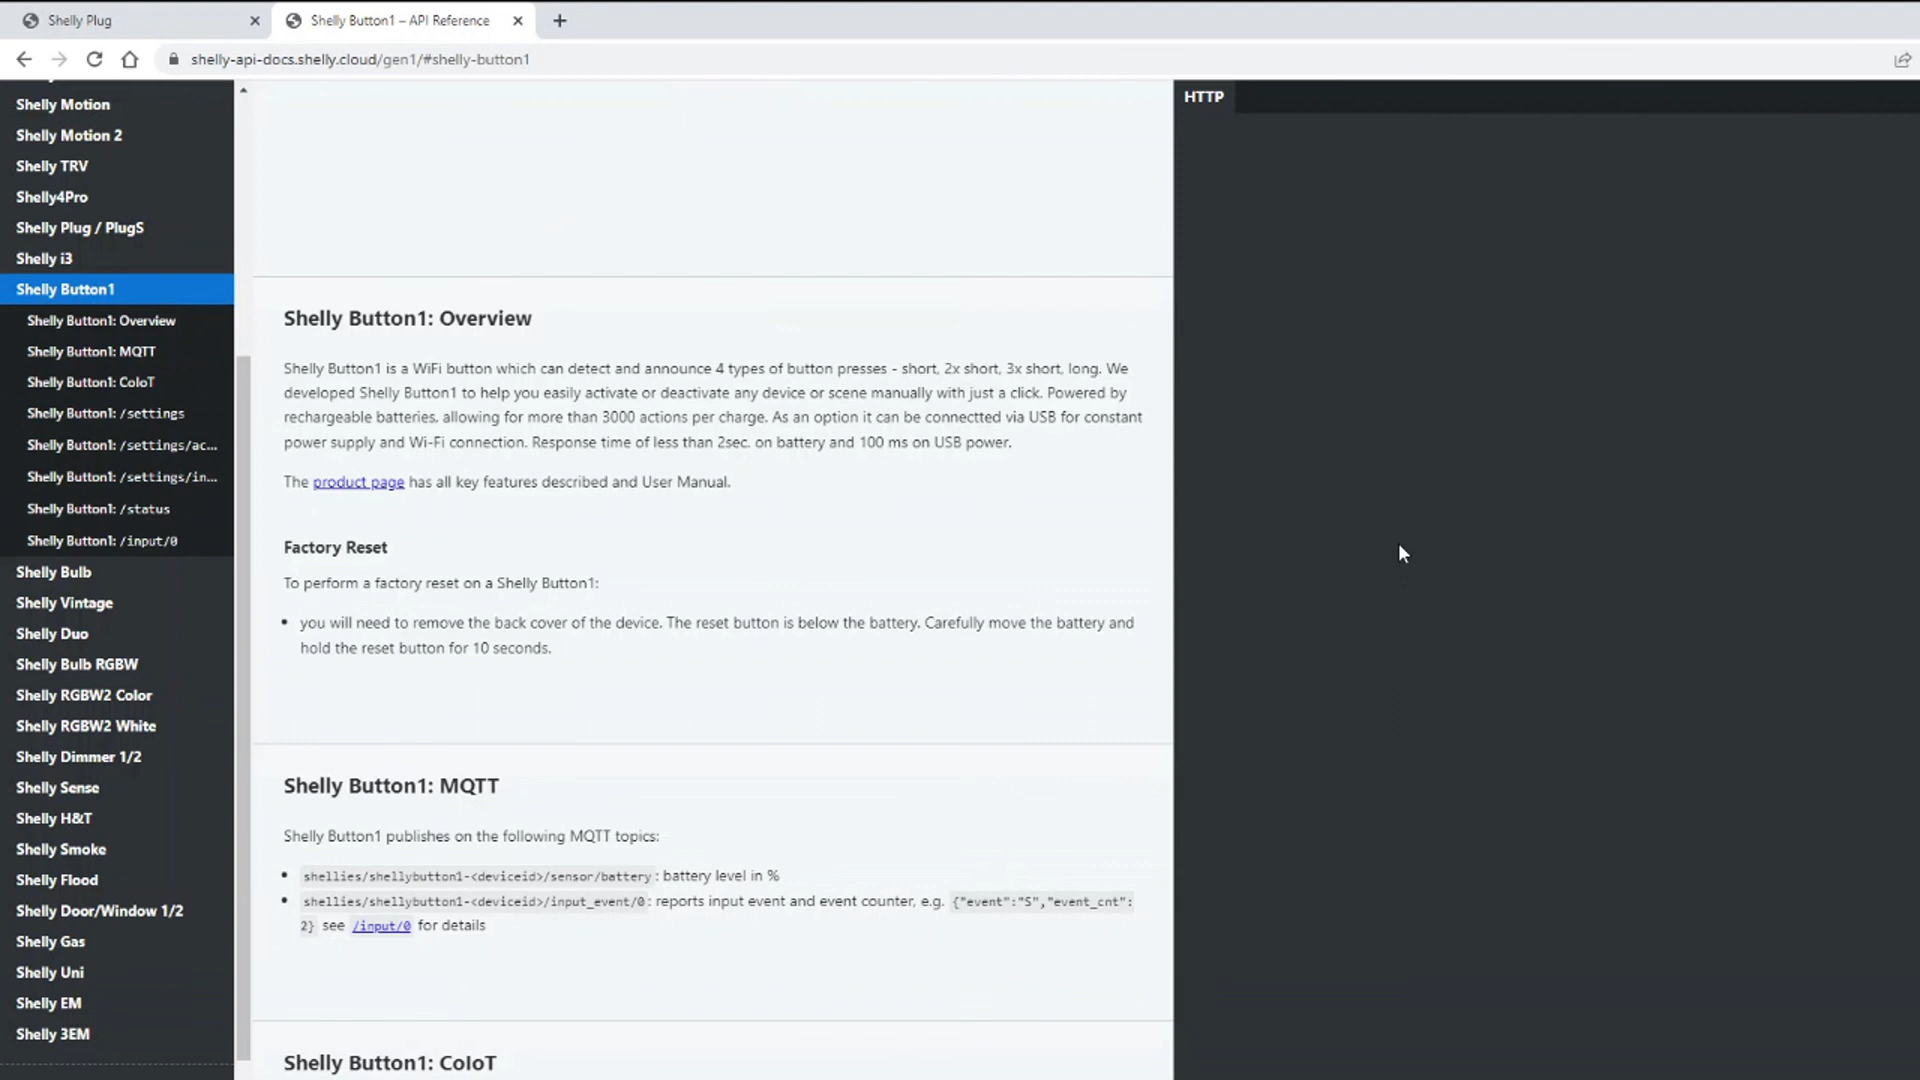 Shelly Plug
Shelly Button1 – API Reference
shelly-api-docs.shelly.cloud/gen1/#shelly-button1
Shelly Motion
Shelly Motion 2
Shelly TRV
Shelly4Pro
Shelly Plug / PlugS
Shelly i3
Shelly Button1
Shelly Button1: Overview
Shelly Button1: MQTT
Shelly Button1: CoIoT
Shelly Button1: /settings
Shelly Button1: /settings/ac...
Shelly Button1: /settings/in...
Shelly Button1: /status
Shelly Button1: /input/0
Shelly Bulb
Shelly Vintage
Shelly Duo
Shelly Bulb RGBW
Shelly RGBW2 Color
Shelly RGBW2 White
Shelly Dimmer 1/2
Shelly Sense
Shelly H&T
Shelly Smoke
Shelly Flood
Shelly Door/Window 1/2
Shelly Gas
Shelly Uni
Shelly EM
Shelly 3EM
Shelly Button1: Overview
Shelly Button1 is a WiFi button which can detect and announce 4 types of button presses - short, 2x short, 3x short, long. We
developed Shelly Button1 to help you easily activate or deactivate any device or scene manually with just a click. Powered by
rechargeable batteries, allowing for more than 3000 actions per charge. As an option it can be connectted via USB for constant
power supply and Wi-Fi connection. Response time of less than 2sec. on battery and 100 ms on USB power.
The product page has all key features described and User Manual.
Factory Reset
To perform a factory reset on a Shelly Button1:
• you will need to remove the back cover of the device. The reset button is below the battery. Carefully move the battery and
hold the reset button for 10 seconds.
Shelly Button1: MQTT
Shelly Button1 publishes on the following MQTT topics:
• shellies/shellybutton1-<deviceid>/sensor/battery : battery level in %
• shellies/shellybutton1-<deviceid>/input_event/0 : reports input event and event counter, e.g. {"event":"S","event_cnt":
2} see /input/0 for details
Shelly Button1: CoIoT
HTTP